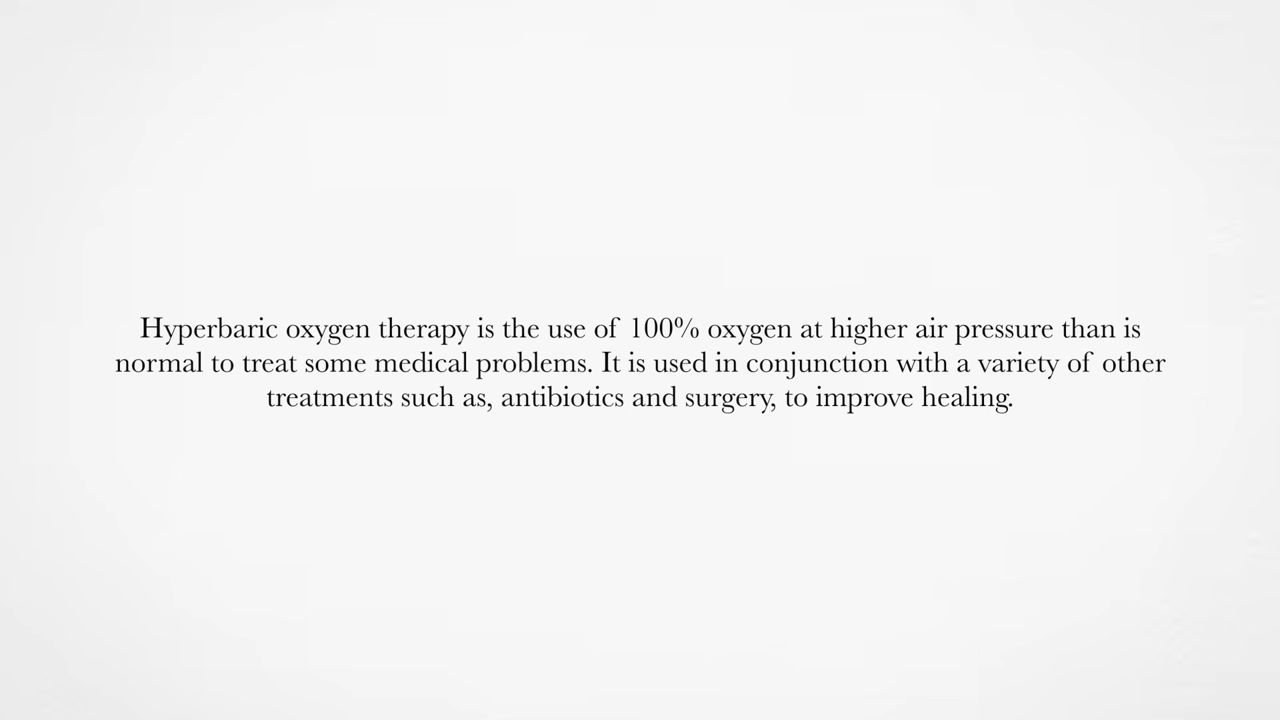 Hyperbaric oxygen therapy is the use of 100% oxygen at higher air pressure than is
normal to treat some medical problems. It is used in conjunction with a variety of other
treatments such as, antibiotics and surgery, to improve healing.